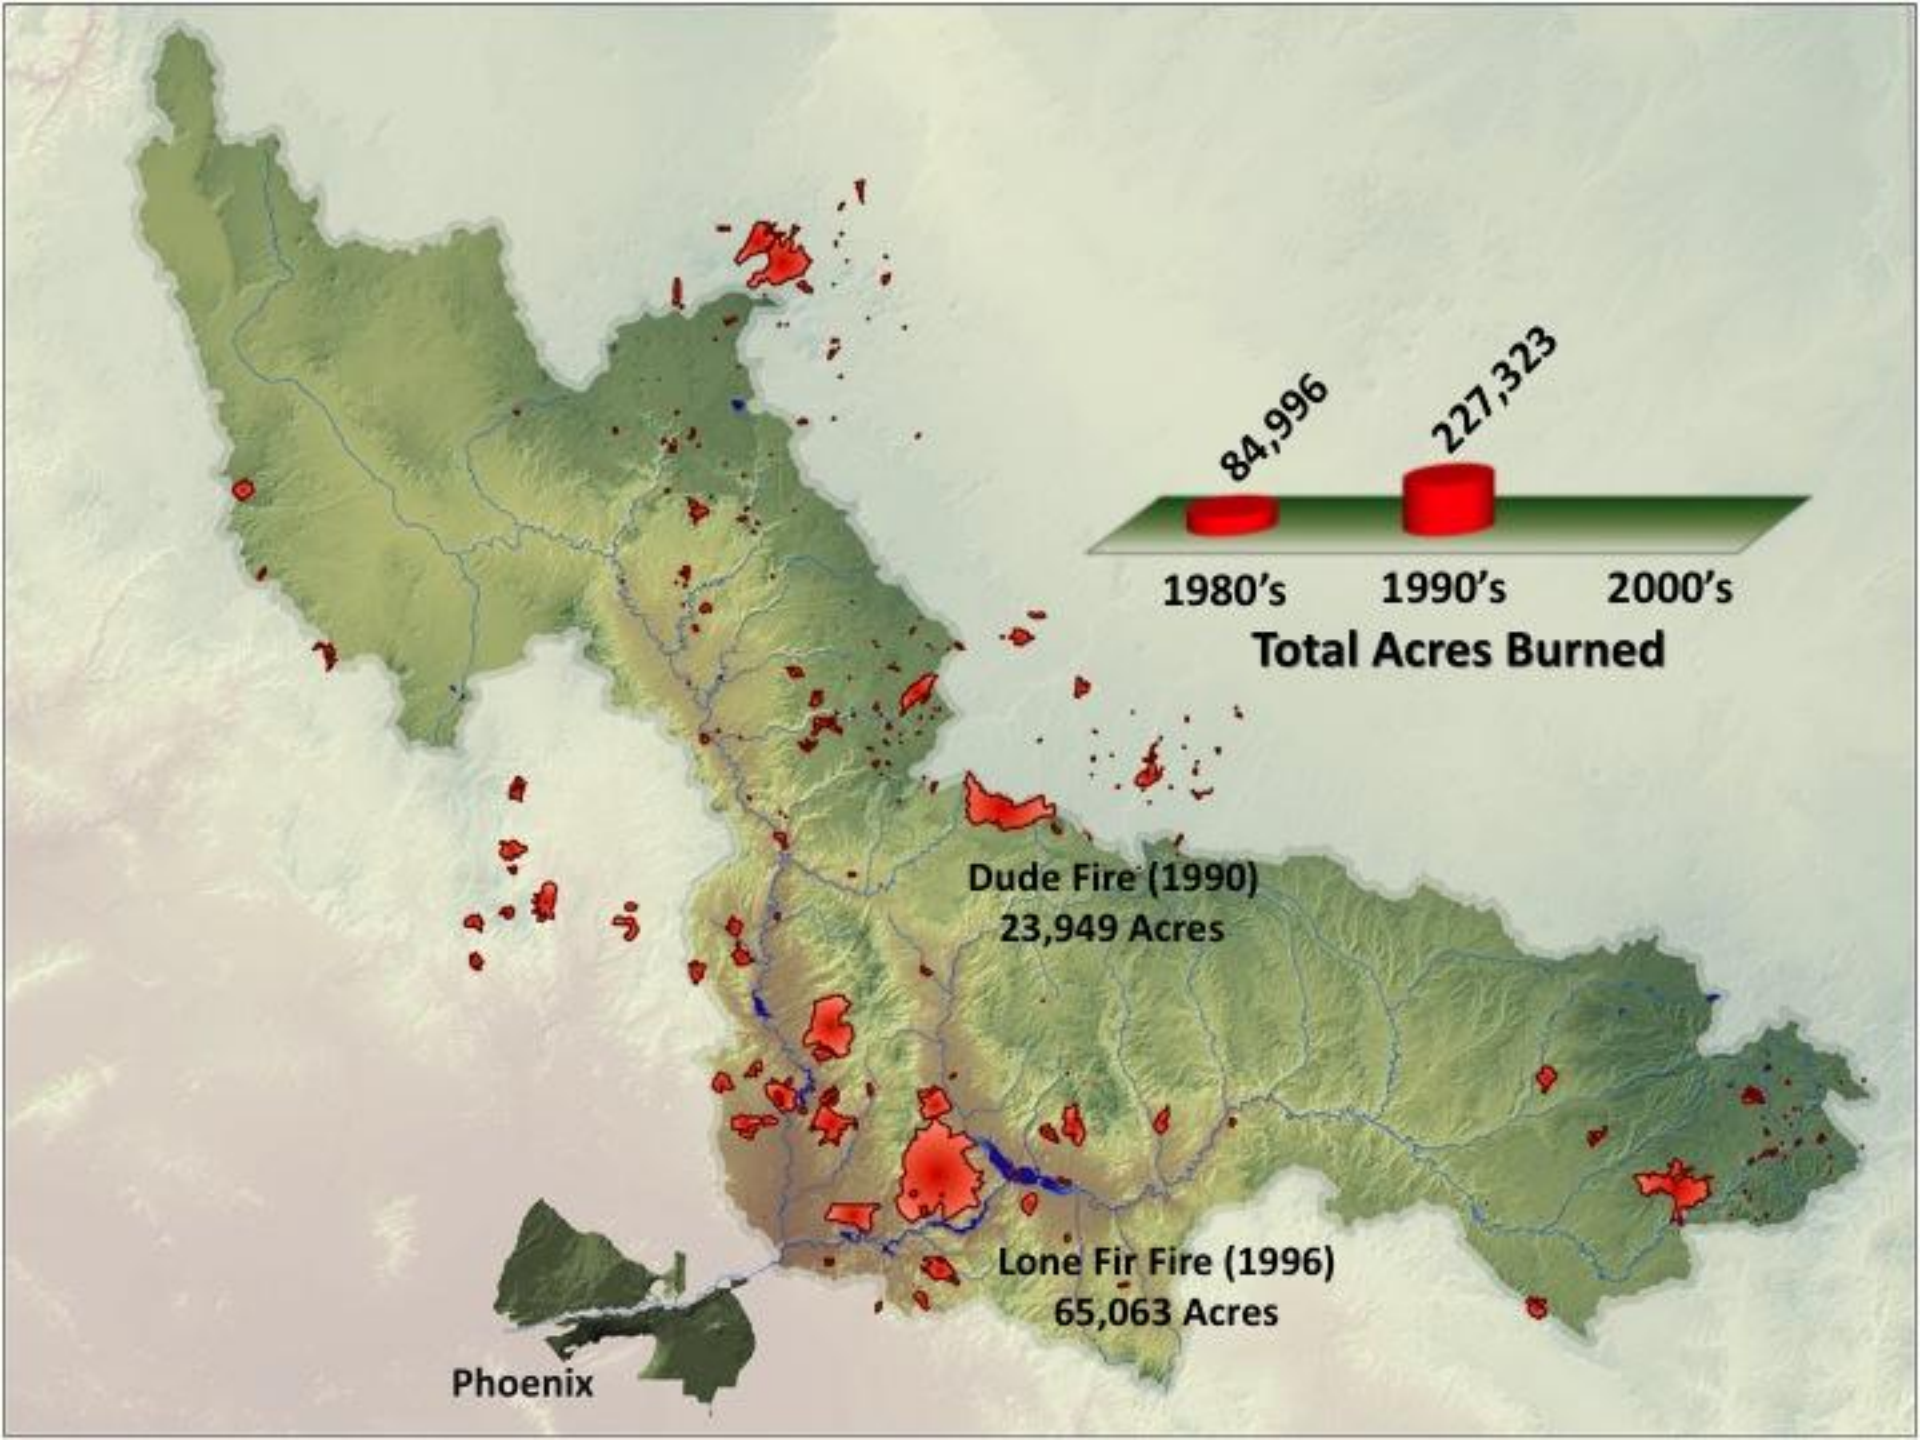 84,996
227,323
1980’s 1990’s 2000’s
Total Acres Burned
Dude Fire (1990)
23,949 Acres
Lone Fir Fire (1996)
65,063 Acres
Phoenix